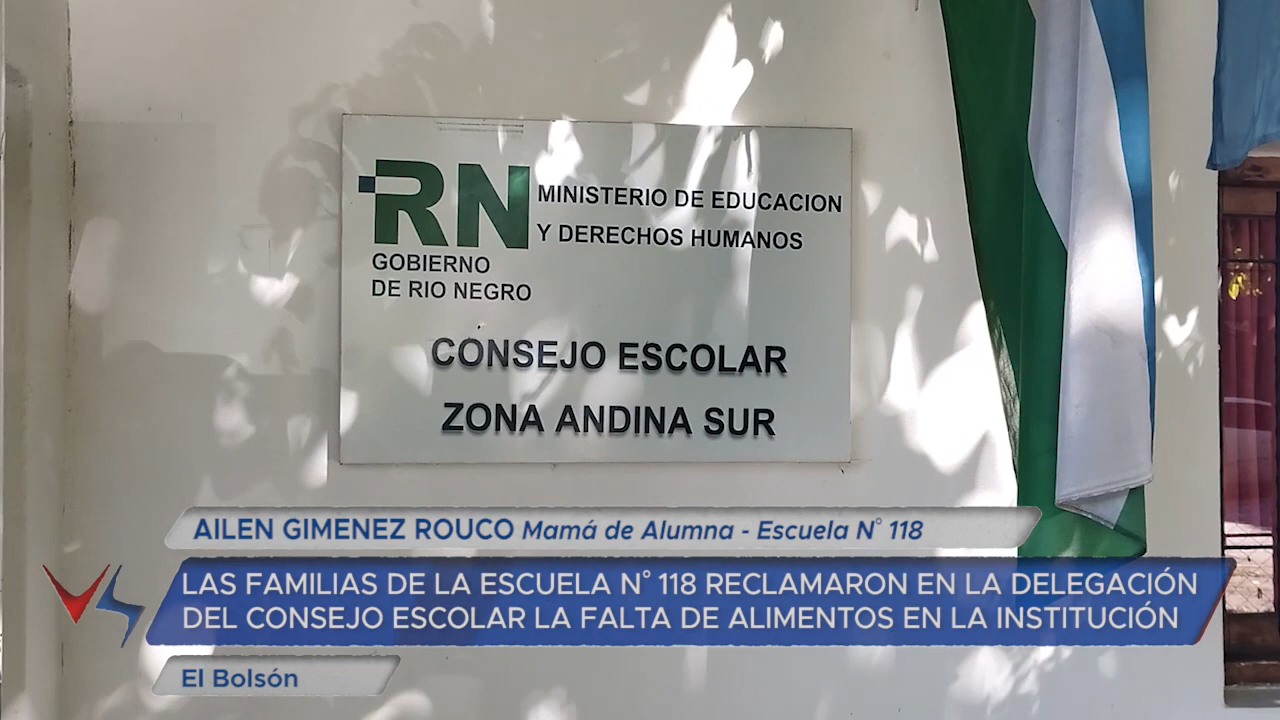 RN
MINISTERIO DE EDUCACION
Y DERECHOS HUMANOS
GOBIERNO
DE RIO NEGRO
CONSEJO ESCOLAR
ZONA ANDINA SUR
AILEN GIMENEZ ROUCO Mamá de Alumna - Escuela N° 118
LAS FAMILIAS DE LA ESCUELA N° 118 RECLAMARON EN LA DELEGACIÓN
DEL CONSEJO ESCOLAR LA FALTA DE ALIMENTOS EN LA INSTITUCIÓN
El Bolsón